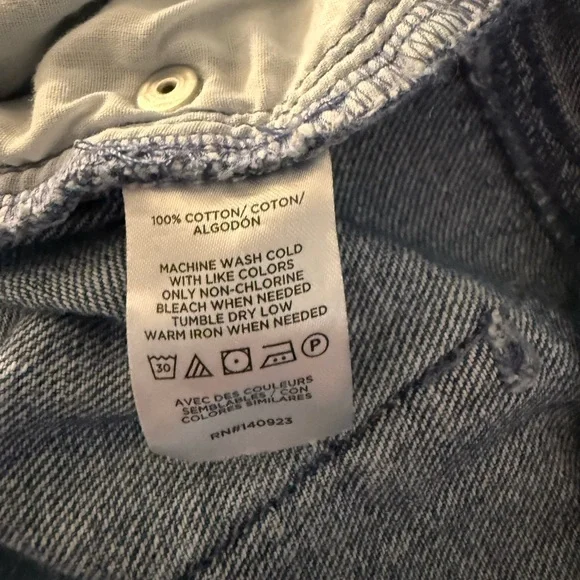 100% COTTON/ COTON/
ALGODÓN
MACHINE WASH COLD
WITH LIKE COLORS
ONLY NON-CHLORINE
BLEACH WHEN NEEDED
TUMBLE DRY LOW
WARM IRON WHEN NEEDED
30 P
AVEC DES COULEURS
SEMBLABLES / CON
COLORES SIMILARES
RN#140923